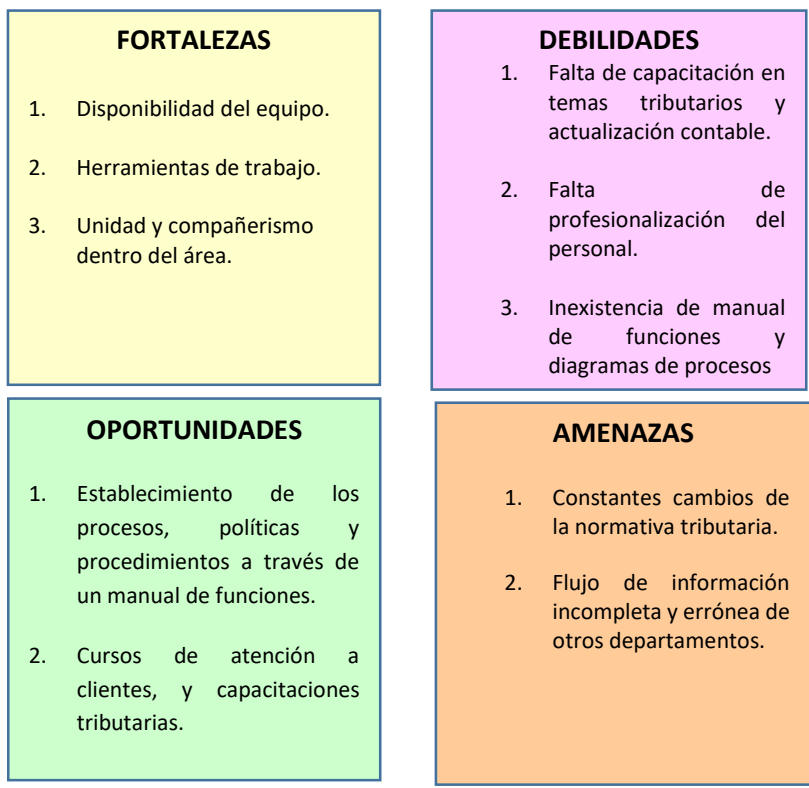 FORTALEZAS
1. Disponibilidad del equipo.
2. Herramientas de trabajo.
3. Unidad y compañerismo
dentro del área.
DEBILIDADES
1. Falta de capacitación en
temas tributarios y
actualización contable.
2. Falta de
profesionalización del
personal.
3. Inexistencia de manual
de funciones y
diagramas de procesos
OPORTUNIDADES
1. Establecimiento de los
procesos, políticas y
procedimientos a través de
un manual de funciones.
2. Cursos de atención a
clientes, y capacitaciones
tributarias.
AMENAZAS
1. Constantes cambios de
la normativa tributaria.
2. Flujo de información
incompleta y errónea de
otros departamentos.